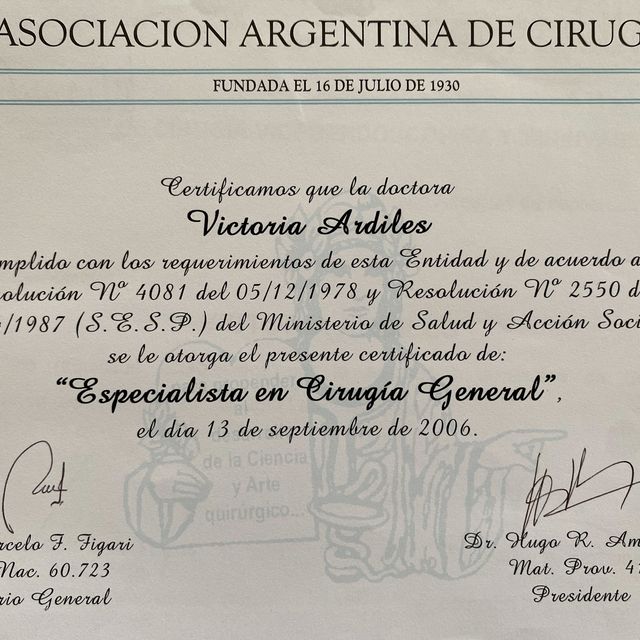 ASOCIACION ARGENTINA DE CIRUG
FUNDADA EL 16 DE JULIO DE 1930
Certificamos que la doctora
Victoria Ardiles
mplido con los requerimientos de esta Entidad y de acuerdo a
solución Nº 4081 del 05/12/1978 y Resolución Nº 2550 d
/1987 (S.E.S.P.) del Ministerio de Salud y Acción Soci
se le otorga el presente certificado de:
"Especialista en Cirugía General",
el día 13 de septiembre de 2006.
de la Ciencia
y Arte
quirúrgico...
rcelo F. Figari
Mac. 60.723
rio General
Dr. Hugo R. Am
Mat. Prov. 4
Presidente